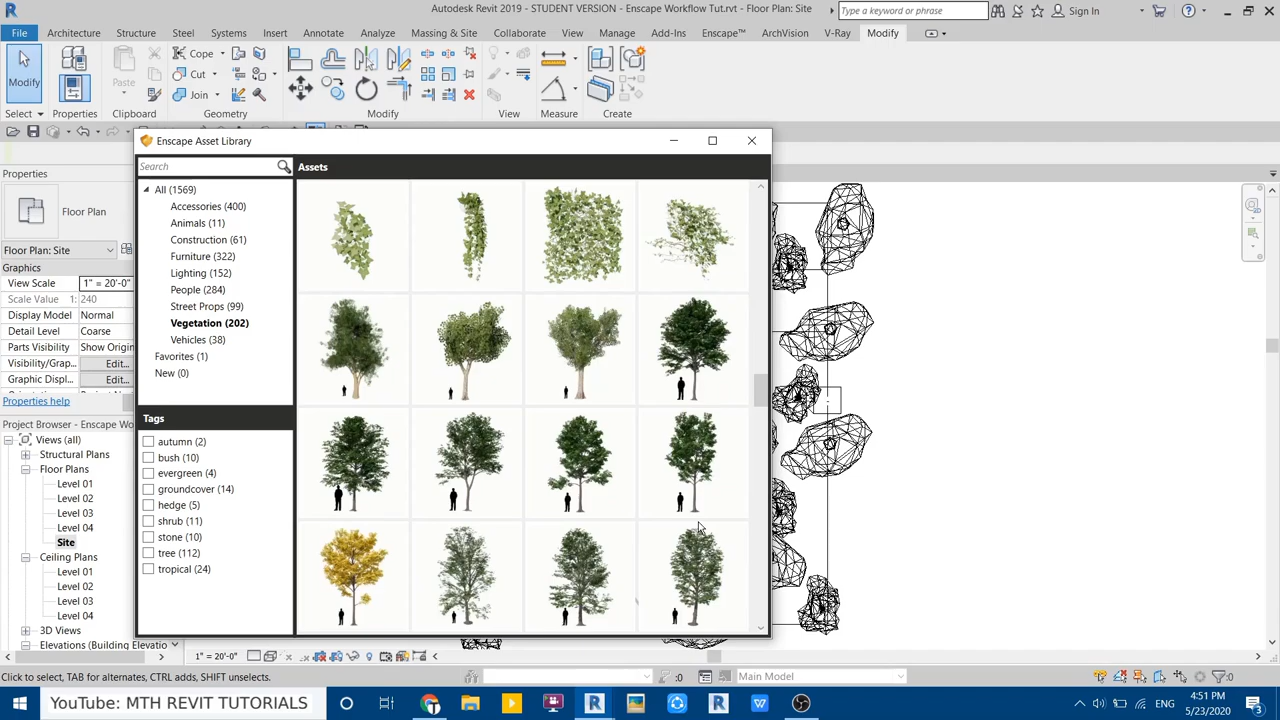 Autodesk Revit 2019 - STUDENT VERSION - Enscape Workflow Tut.rvt - Floor Plan: Site
Type a keyword or phrase
Sign In
File Architecture Structure Steel Systems Insert Annotate Analyze Massing & Site Collaborate View Manage Add-Ins Enscape™ ArchVision V-Ray Modify
Modify
Paste
Cope
Cut
Join
Select Properties Clipboard Geometry Modify View Measure Create
Properties
Floor Plan
Floor Plan: Site
Graphics
View Scale 1" = 20'-0"
Scale Value 1: 240
Display Model Normal
Detail Level Coarse
Parts Visibility Show Origin
Visibility/Grap... Edit...
Graphic Displ... Edit...
Properties help
Project Browser - Enscape W...
Views (all)
Structural Plans
Floor Plans
Level 01
Level 02
Level 03
Level 04
Site
Ceiling Plans
Level 01
Level 02
Level 03
Level 04
3D Views
Elevations (Building Elevatio
Enscape Asset Library
Search
Assets
All (1569)
Accessories (400)
Animals (11)
Construction (61)
Furniture (322)
Lighting (152)
People (284)
Street Props (99)
Vegetation (202)
Vehicles (38)
Favorites (1)
New (0)
Tags
autumn (2)
bush (10)
evergreen (4)
groundcover (14)
hedge (5)
shrub (11)
stone (10)
tree (112)
tropical (24)
1" = 20'-0"
Click to select, TAB for alternates, CTRL adds, SHIFT unselects.
:0
Main Model
:0
YouTube: MTH REVIT TUTORIALS
4:51 PM
5/23/2020